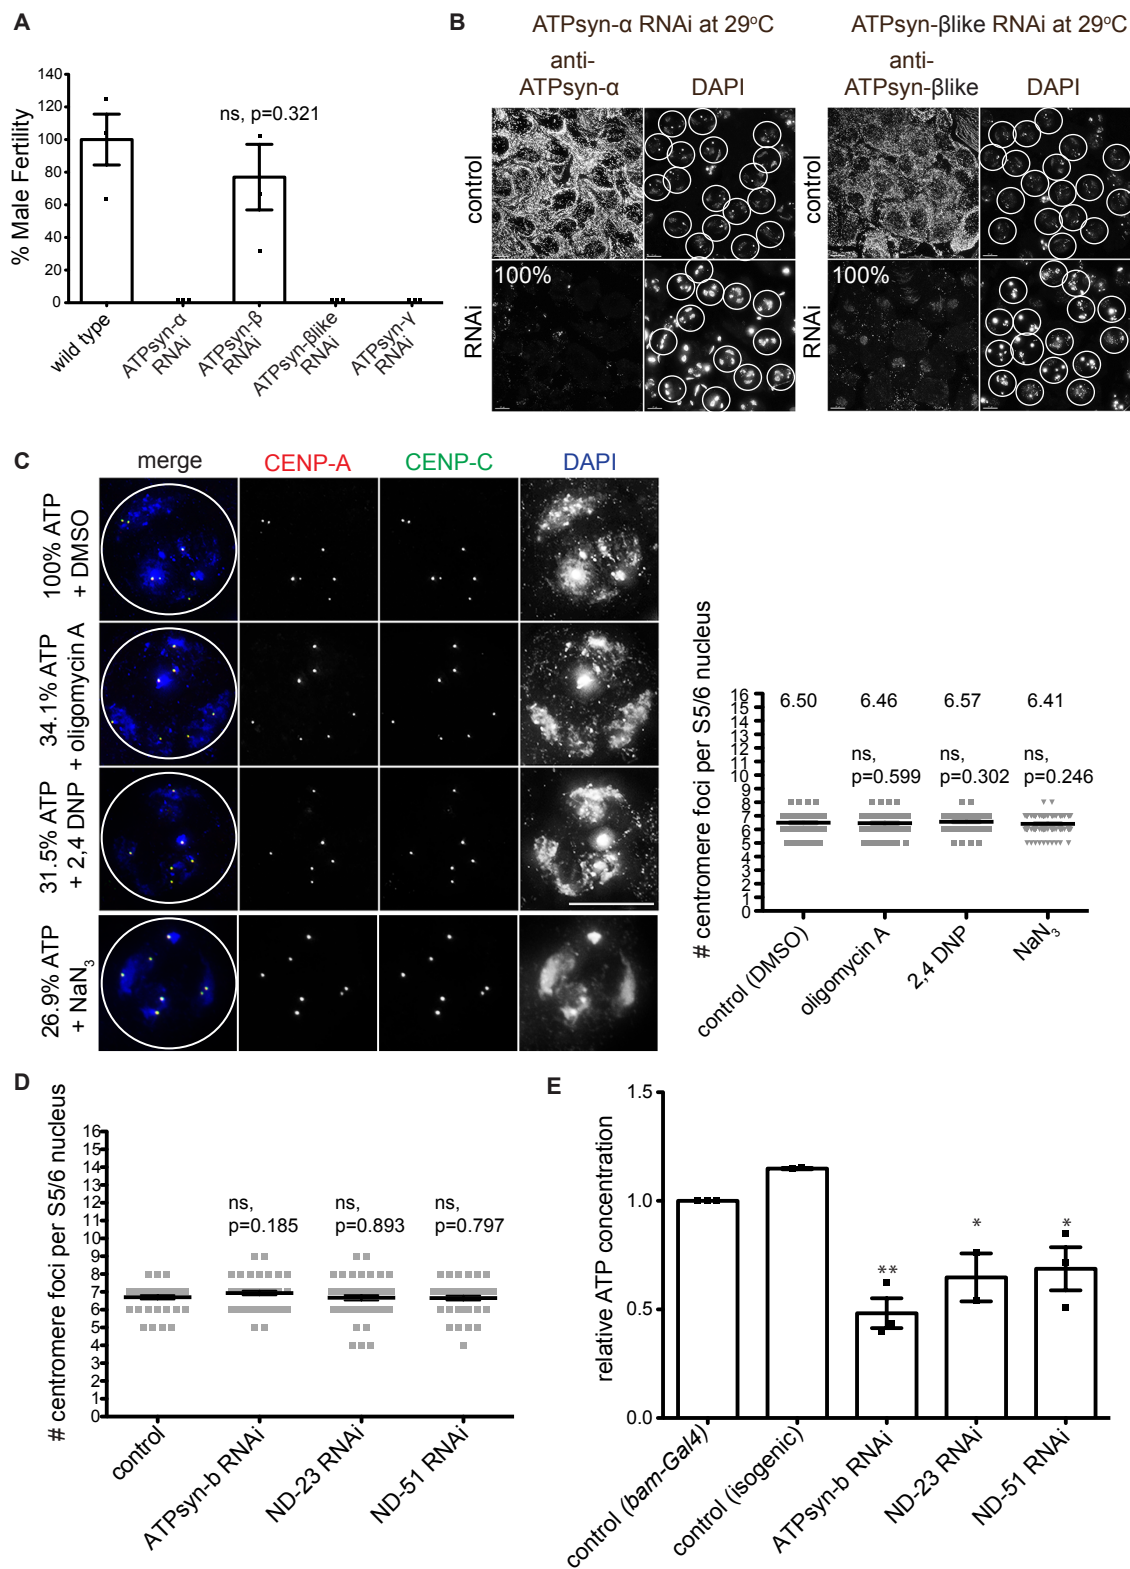 A
% Male Fertility
140
120
100
80
60
40
20
0
ns, p=0.321
wild type
ATPsyn-α
RNAi
ATPsyn-β
RNAi
ATPsyn-βlike
RNAi
ATPsyn-γ
RNAi
B
ATPsyn-α RNAi at 29°C
ATPsyn-βlike RNAi at 29°C
anti-
ATPsyn-α
DAPI
anti-
ATPsyn-βlike
DAPI
control
RNAi
100%
control
RNAi
100%
C
merge
CENP-A
CENP-C
DAPI
100% ATP
+ DMSO
34.1% ATP
+ oligomycin A
31.5% ATP
+ 2,4 DNP
26.9% ATP
+ NaN3
# centromere foci per S5/6 nucleus
16
15
14
13
12
11
10
9
8
7
6
5
4
3
2
1
0
6.50
6.46
6.57
6.41
ns,
p=0.599
ns,
p=0.302
ns,
p=0.246
control (DMSO)
oligomycin A
2,4 DNP
NaN3
D
# centromere foci per S5/6 nucleus
16
15
14
13
12
11
10
9
8
7
6
5
4
3
2
1
0
ns,
p=0.185
ns,
p=0.893
ns,
p=0.797
control
ATPsyn-b RNAi
ND-23 RNAi
ND-51 RNAi
E
relative ATP concentration
1.5
1.0
0.5
0.0
**
*
*
control (bam-Gal4)
control (isogenic)
ATPsyn-b RNAi
ND-23 RNAi
ND-51 RNAi